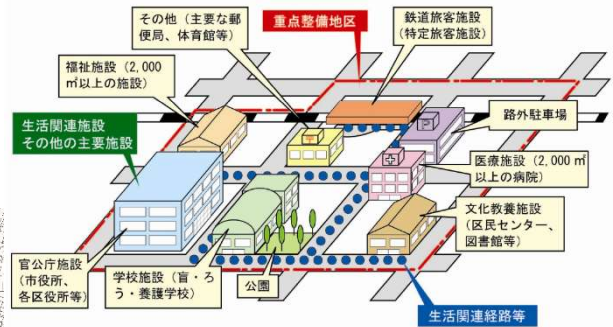 その他（主要な郵
便局、体育館等）
重点整備地区
鉄道旅客施設
（特定旅客施設）
福祉施設（2,000
㎡以上の施設）
路外駐車場
生活関連施設
その他の主要施設
医療施設（2,000 ㎡
以上の病院）
文化教養施設
（区民センター、
図書館等）
官公庁施設
（市役所、
各区役所等）
学校施設（盲・ろ
う・養護学校）
公園
生活関連経路等
〒
P